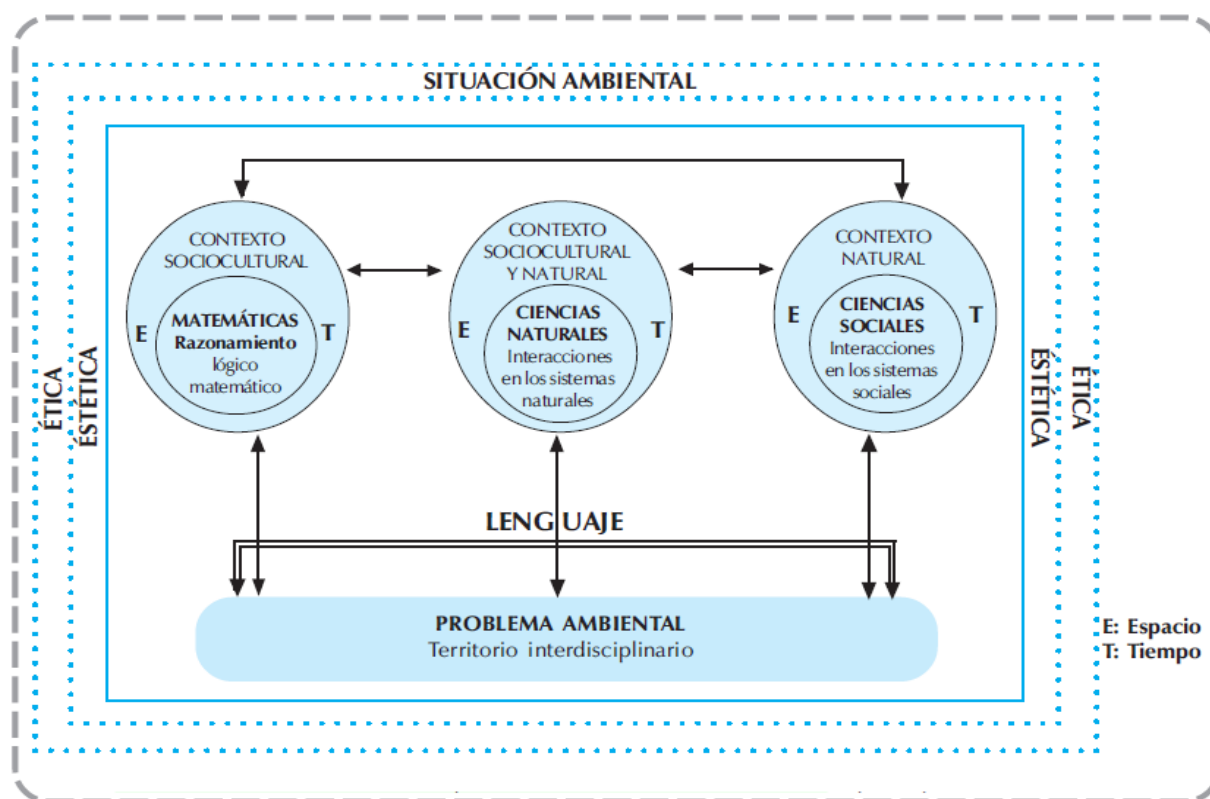 SITUACIÓN AMBIENTAL
CONTEXTO
SOCIOCULTURAL
E
MATEMÁTICAS
Razonamiento
lógico
matemático
T
CONTEXTO
SOCIOCULTURAL
Y NATURAL
E
CIENCIAS
NATURALES
Interacciones
en los sistemas
naturales
T
CONTEXTO
NATURAL
E
CIENCIAS
SOCIALES
Interacciones
en los sistemas
sociales
T
ÉTICA
ÉSTÉTICA
ÉSTÉTICA
ÉTICA
LENGUAJE
PROBLEMA AMBIENTAL
Territorio interdisciplinario
E: Espacio
T: Tiempo